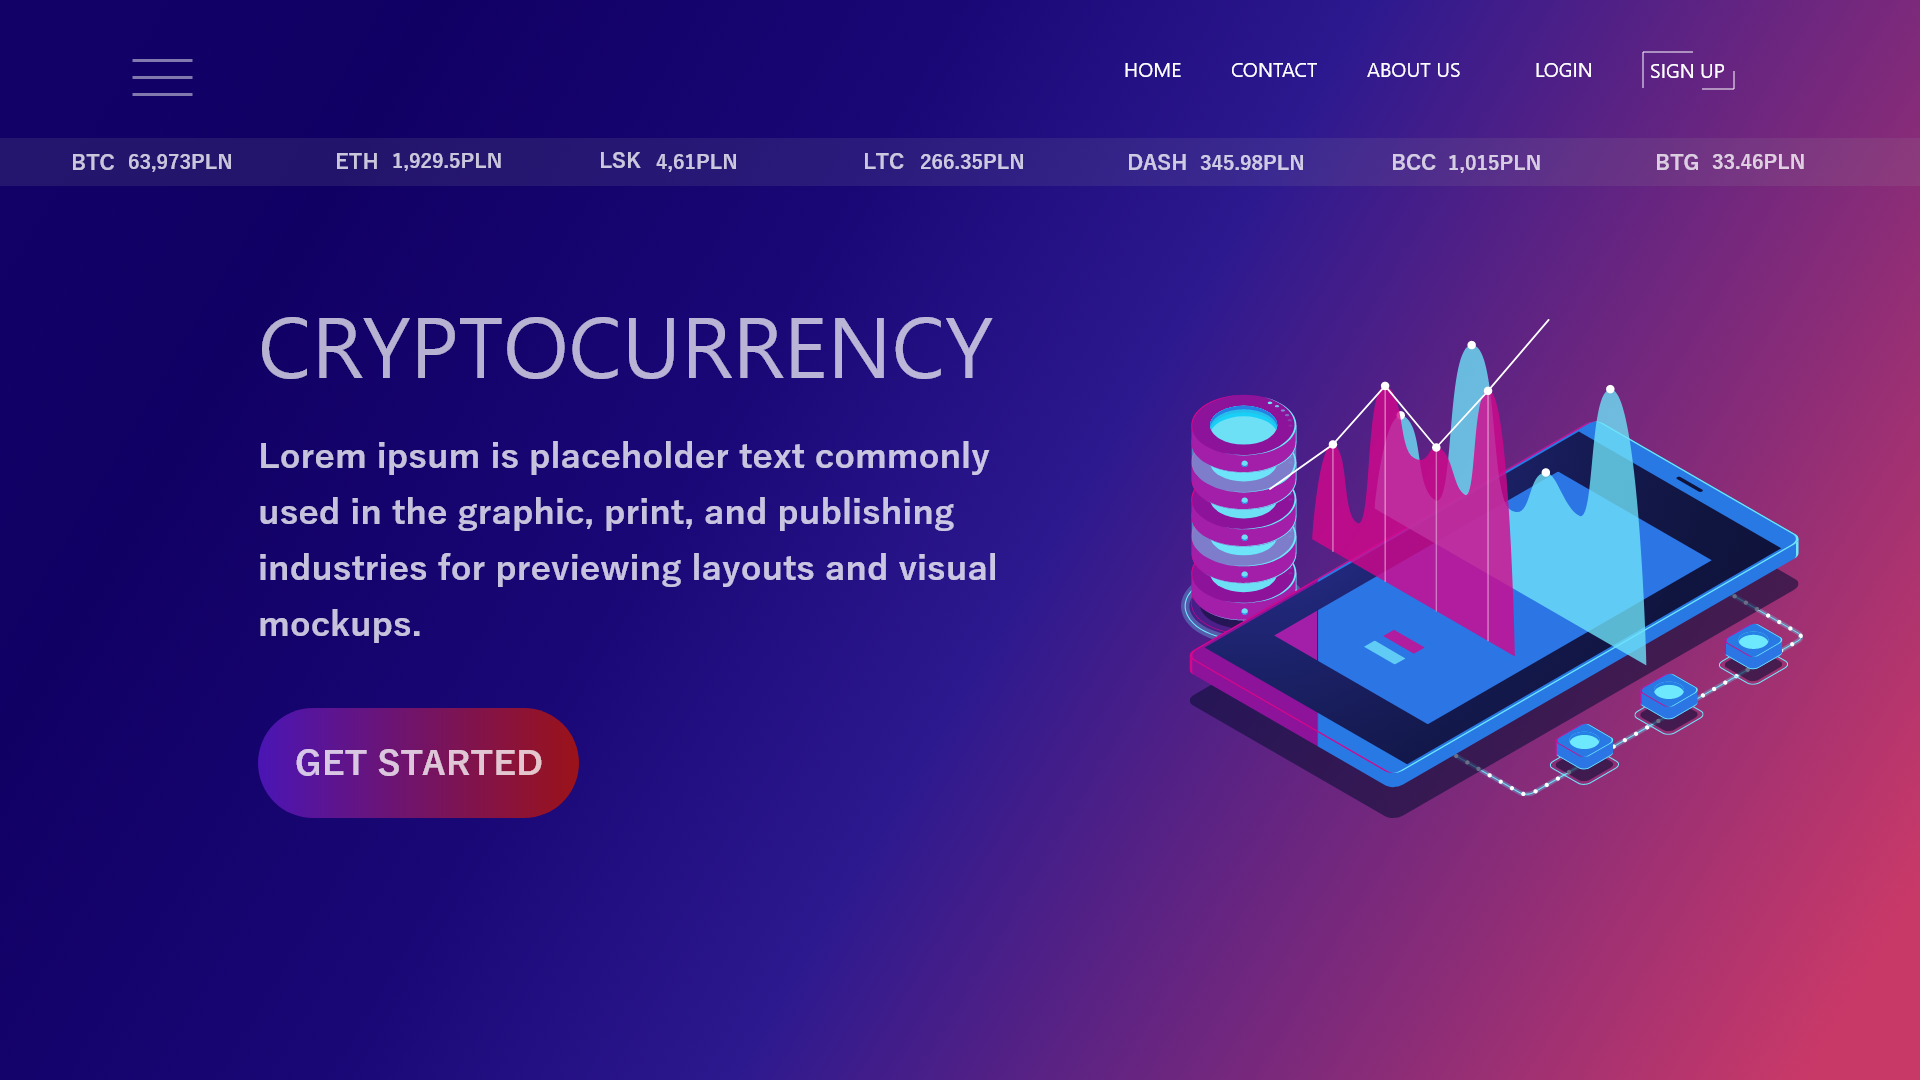 HOME CONTACT ABOUT US LOGIN SIGN UP
BTC 63,973PLN ETH 1,929.5PLN LSK 4,61PLN LTC 266.35PLN DASH 345.98PLN BCC 1,015PLN BTG 33.46PLN
CRYPTOCURRENCY
Lorem ipsum is placeholder text commonly
used in the graphic, print, and publishing
industries for previewing layouts and visual
mockups.
GET STARTED